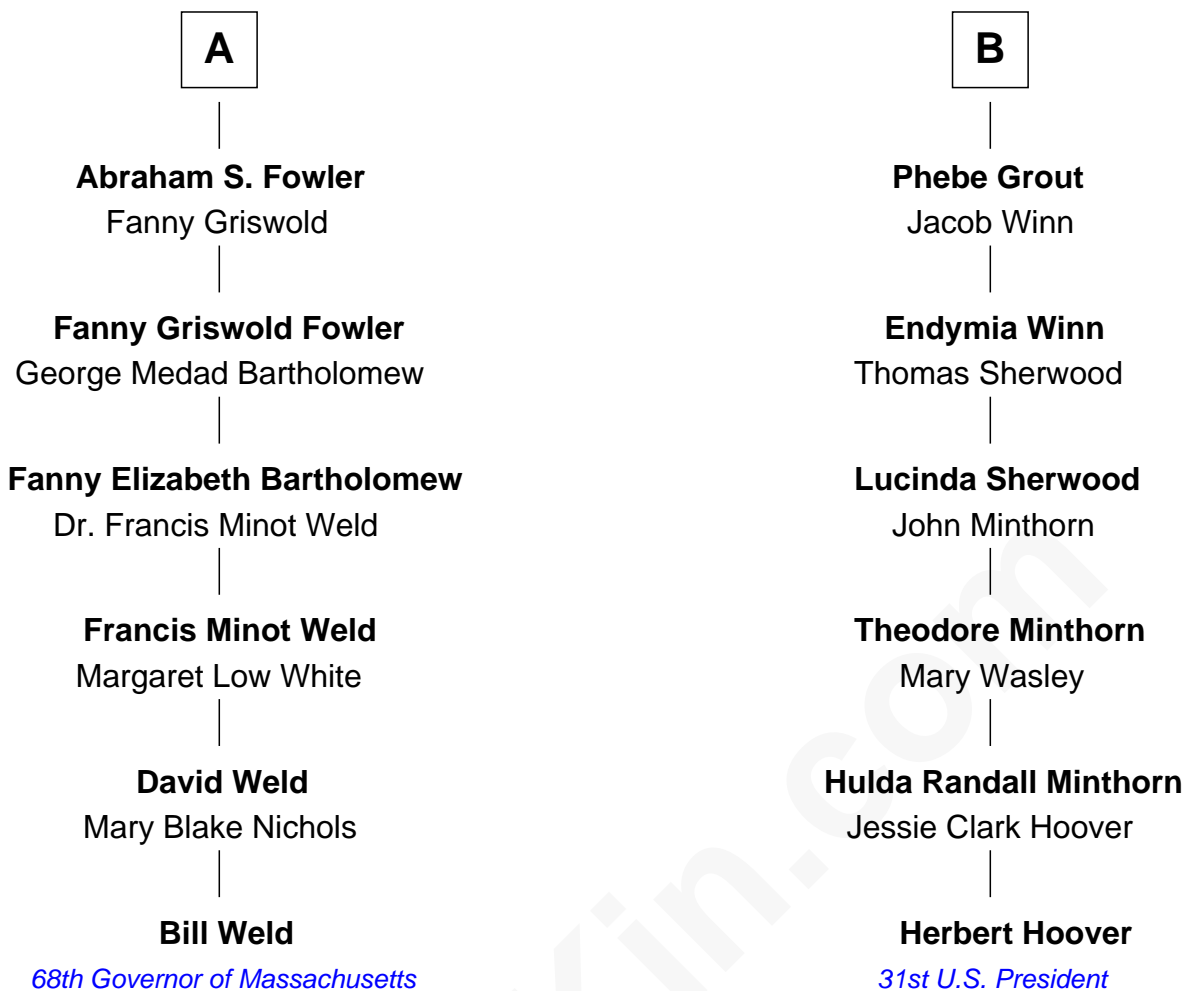 A
Abraham S. Fowler
Fanny Griswold
Fanny Griswold Fowler
George Medad Bartholomew
Fanny Elizabeth Bartholomew
Dr. Francis Minot Weld
Francis Minot Weld
Margaret Low White
David Weld
Mary Blake Nichols
Bill Weld
68th Governor of Massachusetts
B
Phebe Grout
Jacob Winn
Endymia Winn
Thomas Sherwood
Lucinda Sherwood
John Minthorn
Theodore Minthorn
Mary Wasley
Hulda Randall Minthorn
Jessie Clark Hoover
Herbert Hoover
31st U.S. President